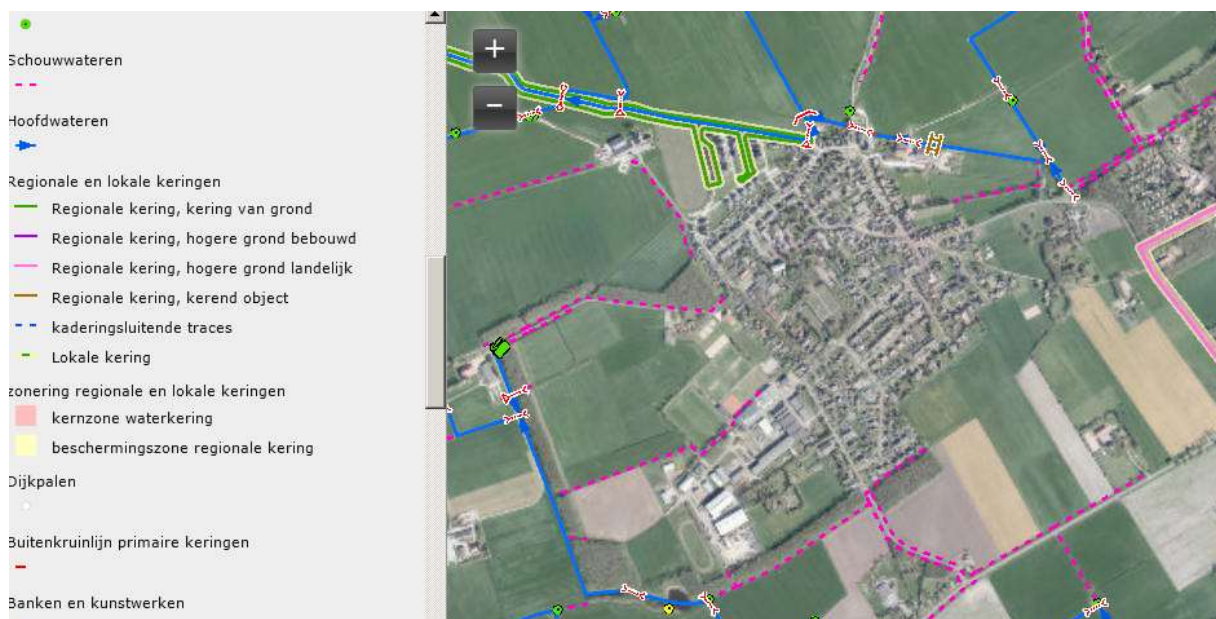 Schouwwateren
Hoofdwateren
Regionale en lokale keringen
Regionale kering, kering van grond
Regionale kering, hogere grond bebouwd
Regionale kering, hogere grond landelijk
Regionale kering, kerend object
kaderingsluitende traces
Lokale kering
zonering regionale en lokale keringen
kernzone waterkering
beschermingszone regionale kering
Dijkpalen
Buitenkruinlijn primaire keringen
Banken en kunstwerken
+
−